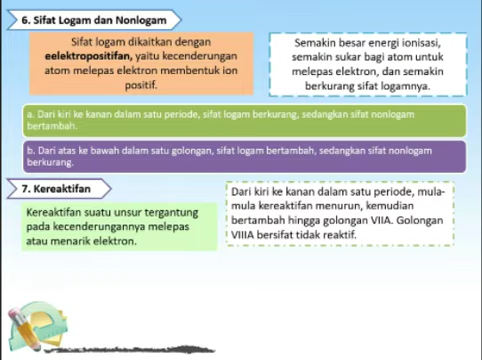 6. Sifat Logam dan Nonlogam
Sifat logam dikaitkan dengan
eelektropositifan, yaitu kecenderungan
atom melepas elektron membentuk ion
positif.
Semakin besar energi ionisasi,
semakin sukar bagi atom untuk
melepas elektron, dan semakin
berkurang sifat logamnya.
a. Dari kiri ke kanan dalam satu periode, sifat logam berkurang, sedangkan sifat nonlogam
bertambah.
b. Dari atas ke bawah dalam satu golongan, sifat logam bertambah, sedangkan sifat nonlogam
berkurang.
7. Kereaktifan
Kereaktifan suatu unsur tergantung
pada kecenderungannya melepas
atau menarik elektron.
Dari kiri ke kanan dalam satu periode, mula-
mula kereaktifan menurun, kemudian
bertambah hingga golongan VIIA. Golongan
VIIIA bersifat tidak reaktif.